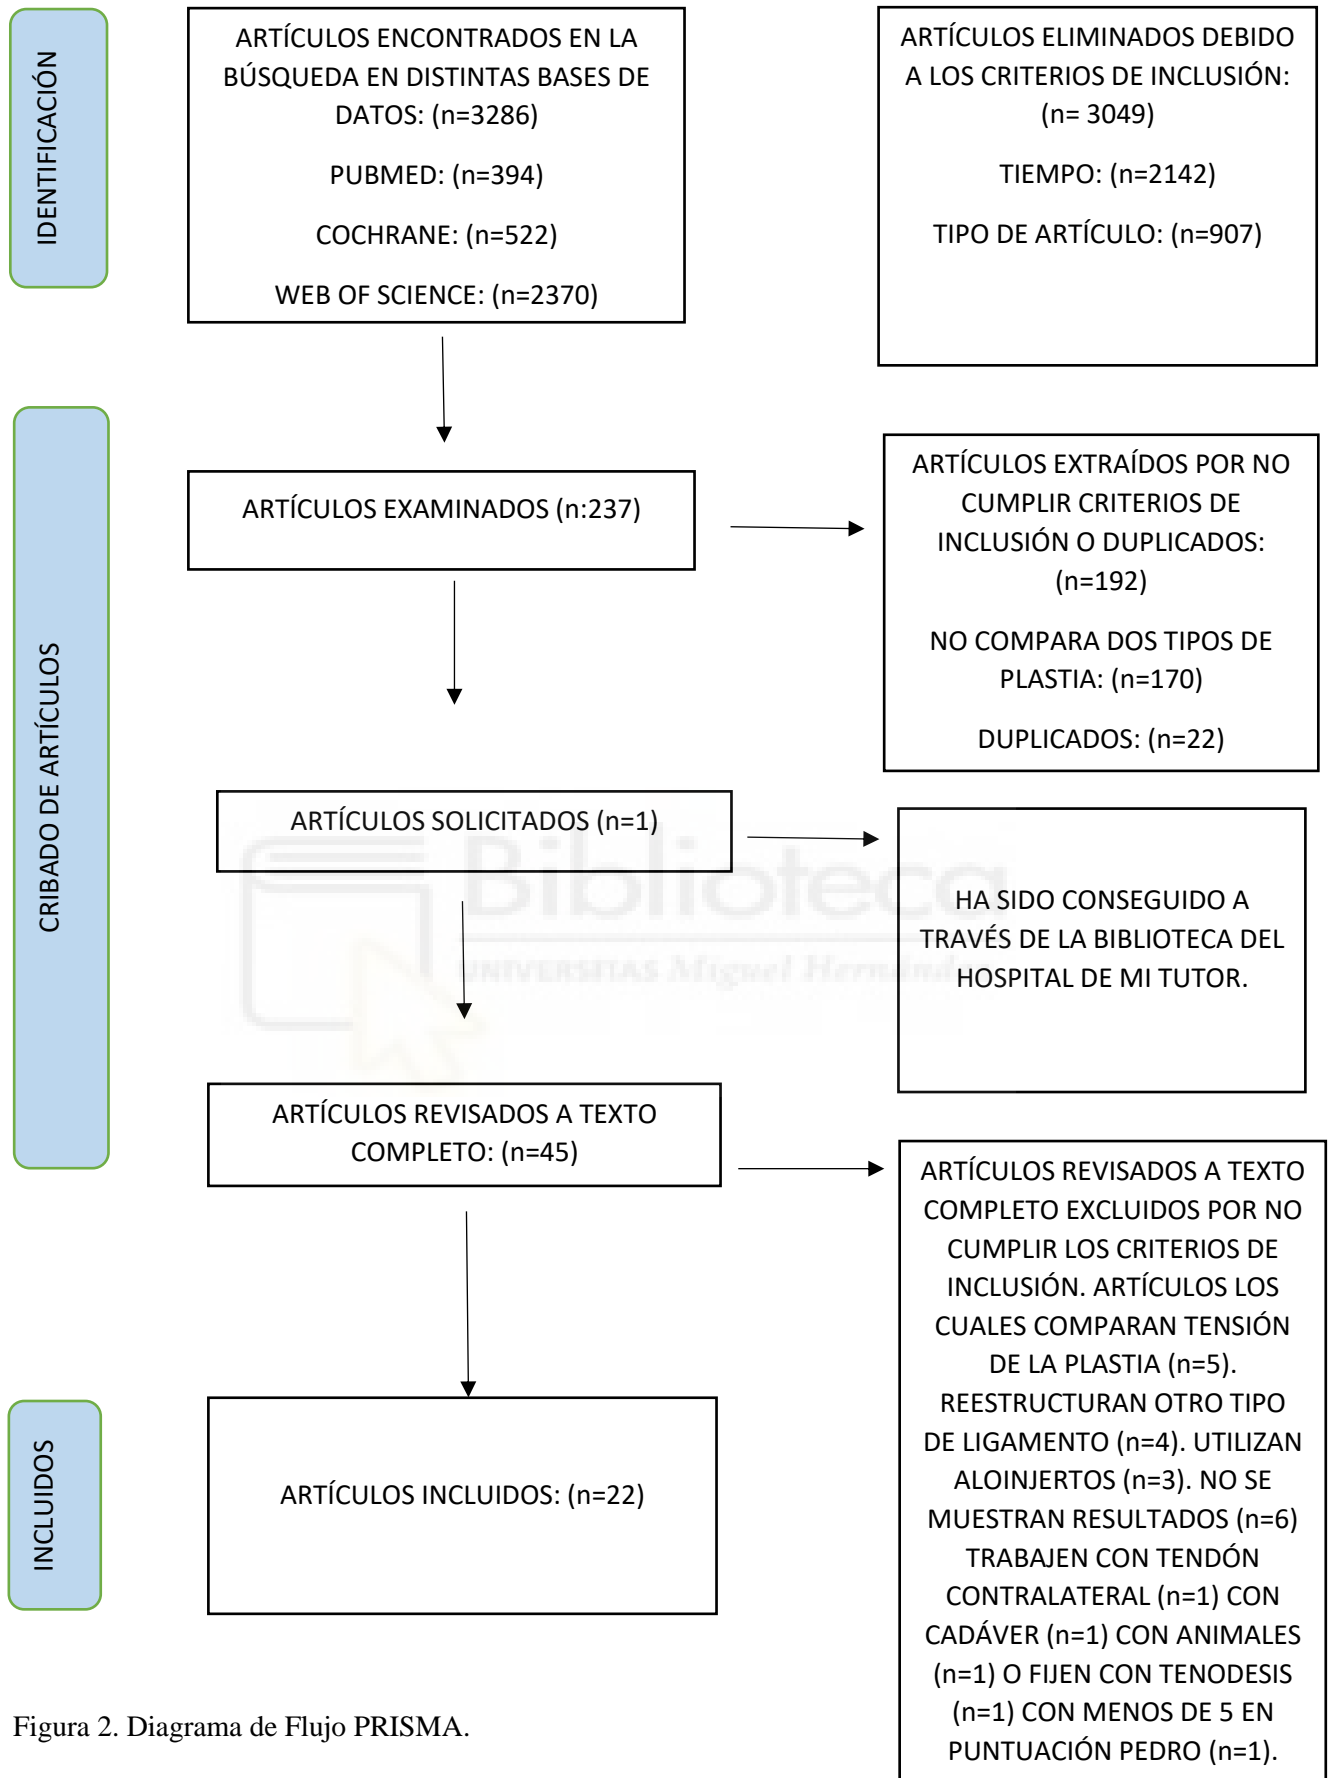 IDENTIFICACIÓN
ARTÍCULOS ENCONTRADOS EN LA
BÚSQUEDA EN DISTINTAS BASES DE
DATOS: (n=3286)
PUBMED: (n=394)
COCHRANE: (n=522)
WEB OF SCIENCE: (n=2370)
ARTÍCULOS ELIMINADOS DEBIDO
A LOS CRITERIOS DE INCLUSIÓN:
(n= 3049)
TIEMPO: (n=2142)
TIPO DE ARTÍCULO: (n=907)
CRIBADO DE ARTÍCULOS
ARTÍCULOS EXAMINADOS (n:237)
ARTÍCULOS EXTRAÍDOS POR NO
CUMPLIR CRITERIOS DE
INCLUSIÓN O DUPLICADOS:
(n=192)
NO COMPARA DOS TIPOS DE
PLASTIA: (n=170)
DUPLICADOS: (n=22)
ARTÍCULOS SOLICITADOS (n=1)
HA SIDO CONSEGUIDO A
TRAVÉS DE LA BIBLIOTECA DEL
HOSPITAL DE MI TUTOR.
Biblioteca
UNIVERSITAS Miguel Hernández
ARTÍCULOS REVISADOS A TEXTO
COMPLETO: (n=45)
ARTÍCULOS REVISADOS A TEXTO
COMPLETO EXCLUIDOS POR NO
CUMPLIR LOS CRITERIOS DE
INCLUSIÓN. ARTÍCULOS LOS
CUALES COMPARAN TENSIÓN
DE LA PLASTIA (n=5).
REESTRUCTURAN OTRO TIPO
DE LIGAMENTO (n=4). UTILIZAN
ALOINJERTOS (n=3). NO SE
MUESTRAN RESULTADOS (n=6)
TRABAJEN CON TENDÓN
CONTRALATERAL (n=1) CON
CADÁVER (n=1) CON ANIMALES
(n=1) O FIJEN CON TENODESIS
(n=1) CON MENOS DE 5 EN
PUNTUACIÓN PEDRO (n=1).
INCLUIDOS
ARTÍCULOS INCLUIDOS: (n=22)
Figura 2. Diagrama de Flujo PRISMA.